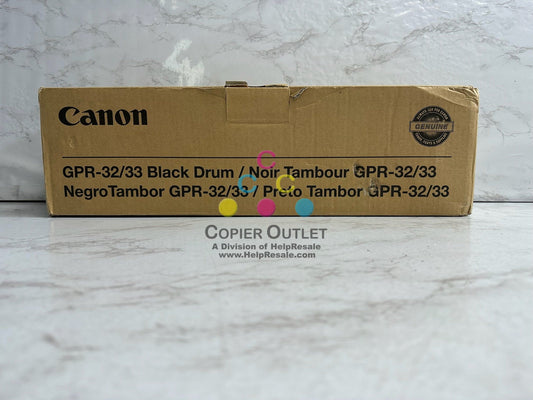 Canon
GENUINE
GPR-32/33 Black Drum / Noir Tambour GPR-32/33
NegroTambor GPR-32/33 / Preto Tambor GPR-32/33
C
C C
COPIER OUTLET
A Division of HelpResale
www.HelpResale.com